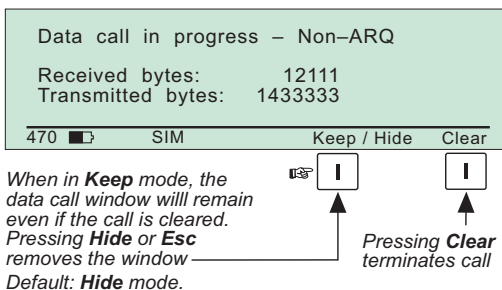 Data call in progress – Non–ARQ
Received bytes: 12111
Transmitted bytes: 1433333
470 SIM Keep / Hide Clear
When in Keep mode, the
data call window willl remain
even if the call is cleared.
Pressing Hide or Esc
removes the window
Default: Hide mode.
Pressing Clear
terminates call